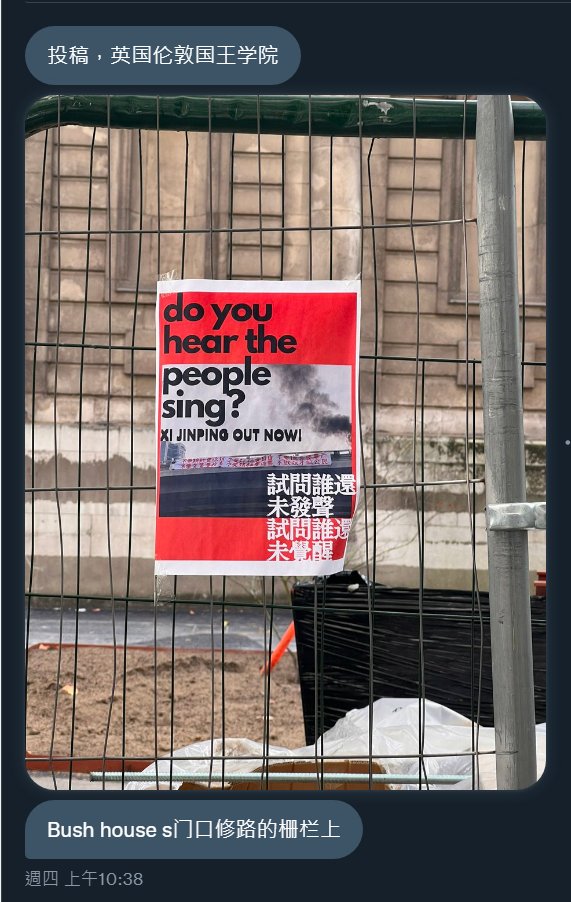 投稿，英国伦敦国王学院
do you
hear the
people
sing?
XI JINPING OUT NOW!
試問誰還
未發聲
試問誰還
未覺醒
Bush house s门口修路的栅栏上
週四 上午10:38